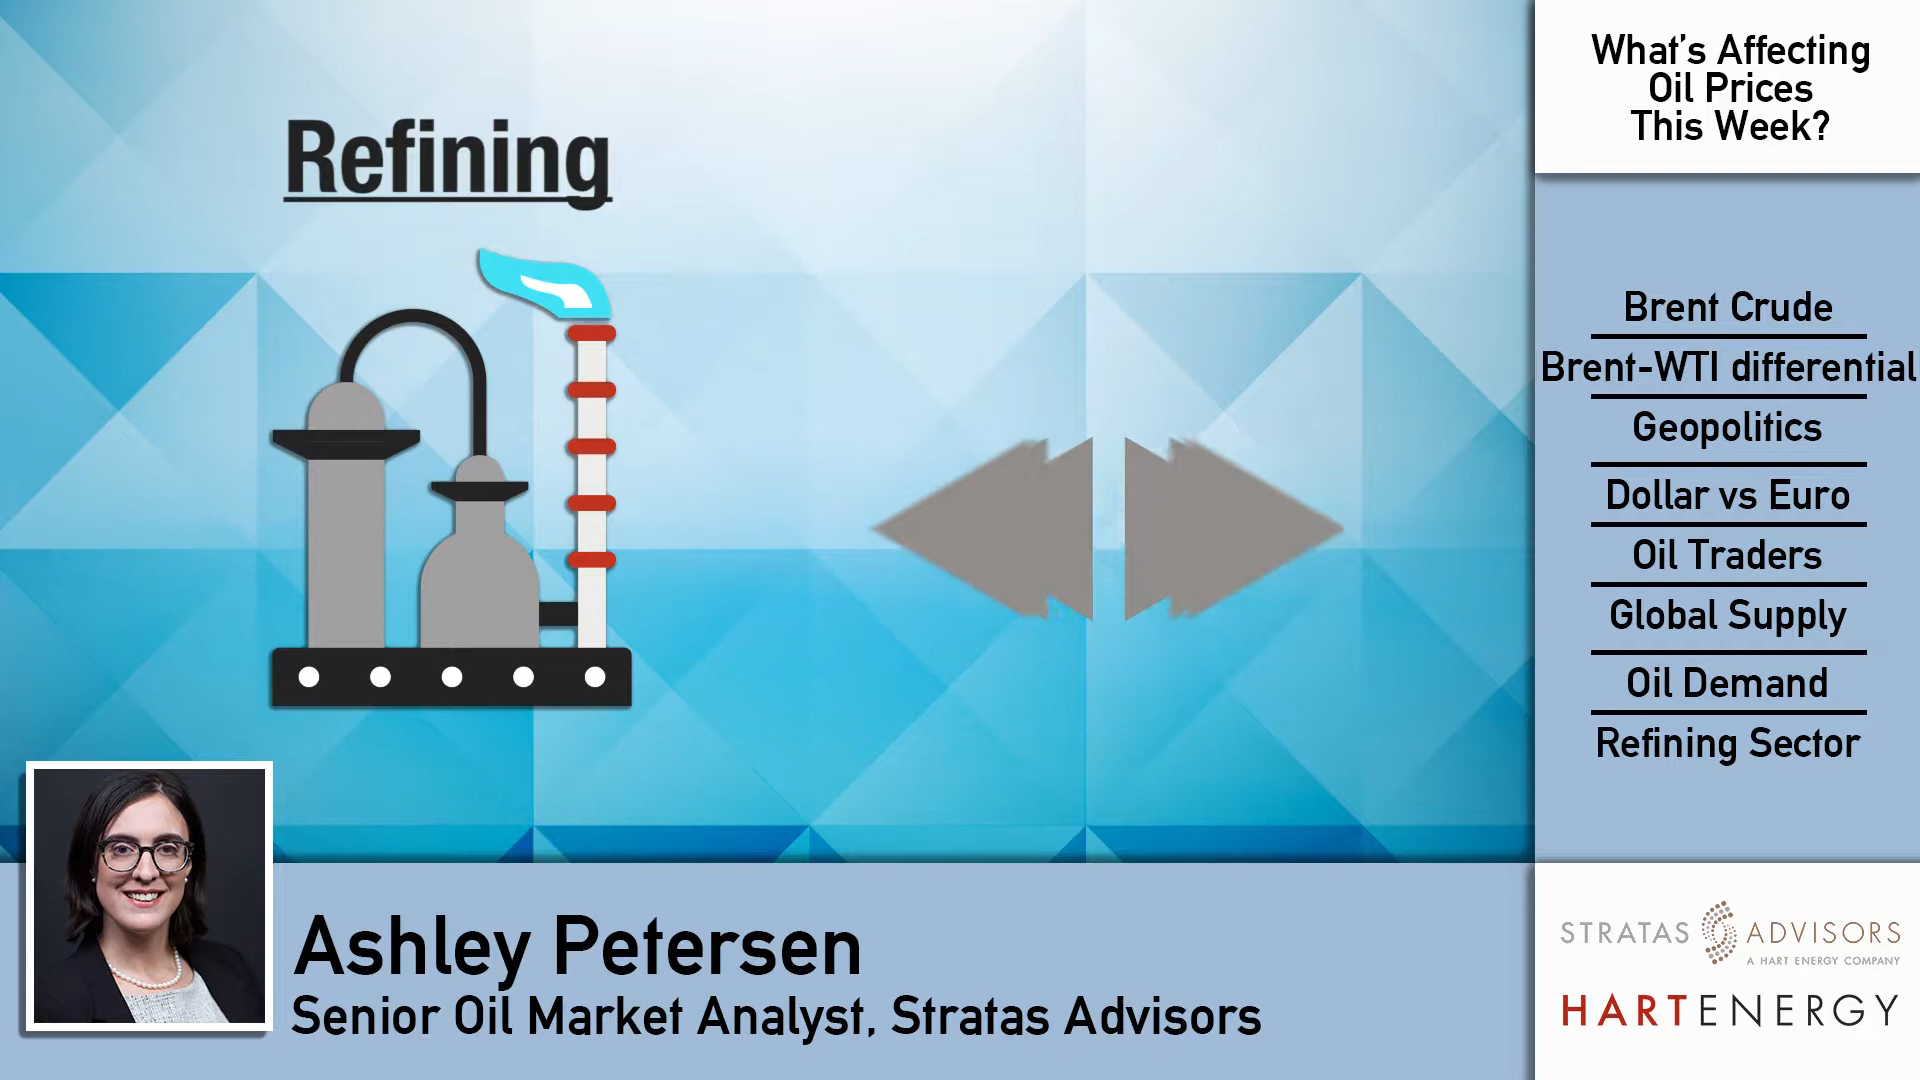 Refining
What's Affecting
Oil Prices
This Week?
Brent Crude
Brent-WTI differential
Geopolitics
Dollar vs Euro
Oil Traders
Global Supply
Oil Demand
Refining Sector
Ashley Petersen
Senior Oil Market Analyst, Stratas Advisors
STRATAS ADVISORS
A HART ENERGY COMPANY
HARTENERGY